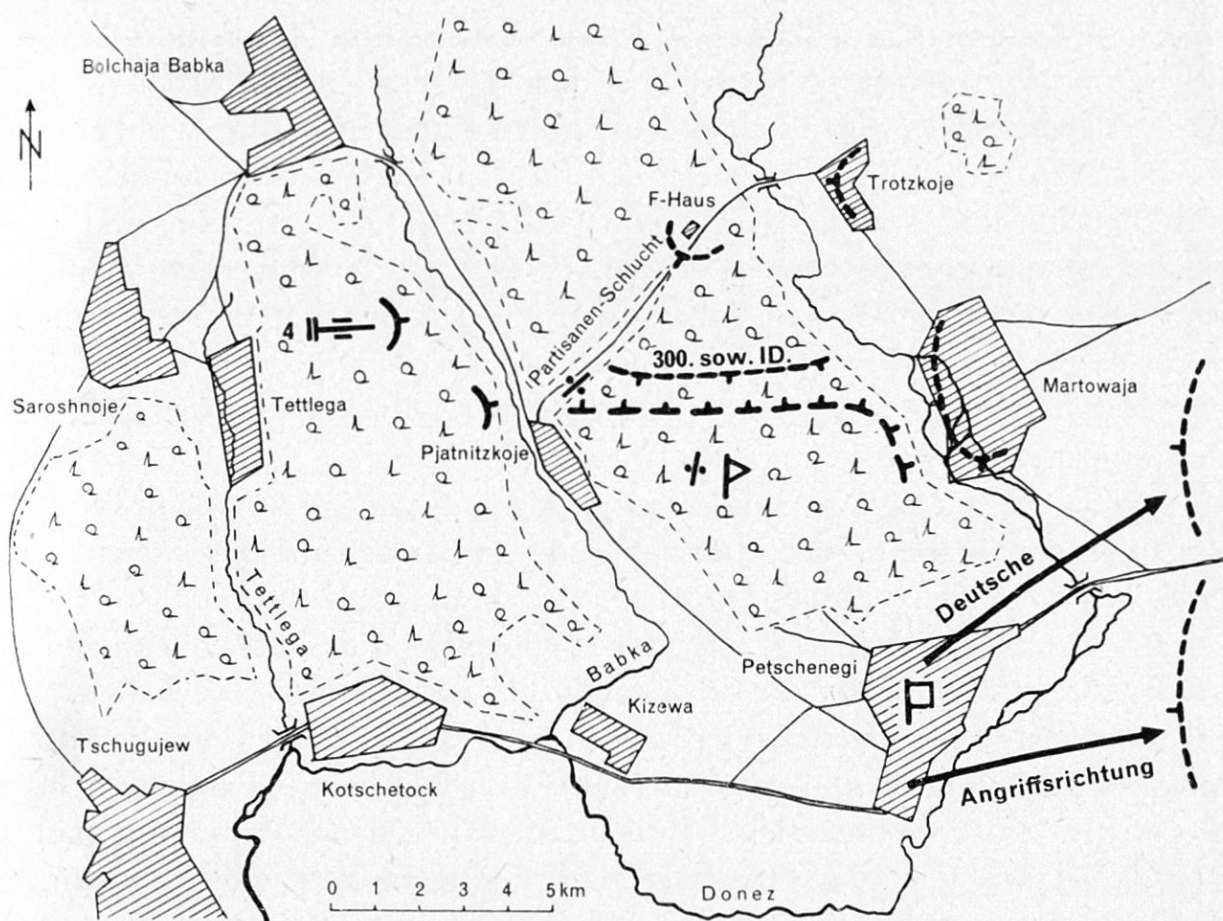 Bolchaja Babka
N
Trotzkoje
F-Haus
Partisanen-Schlucht
4
300. sow. ID.
Martowaja
Saroshnoje
Tettlega
Pjatnitzkoje
Deutsche
Tettlega
Babka
Petschenegi
Kizewa
Tschugujew
Kotschetock
Angriffsrichtung
0 1 2 3 4 5 km
Donez